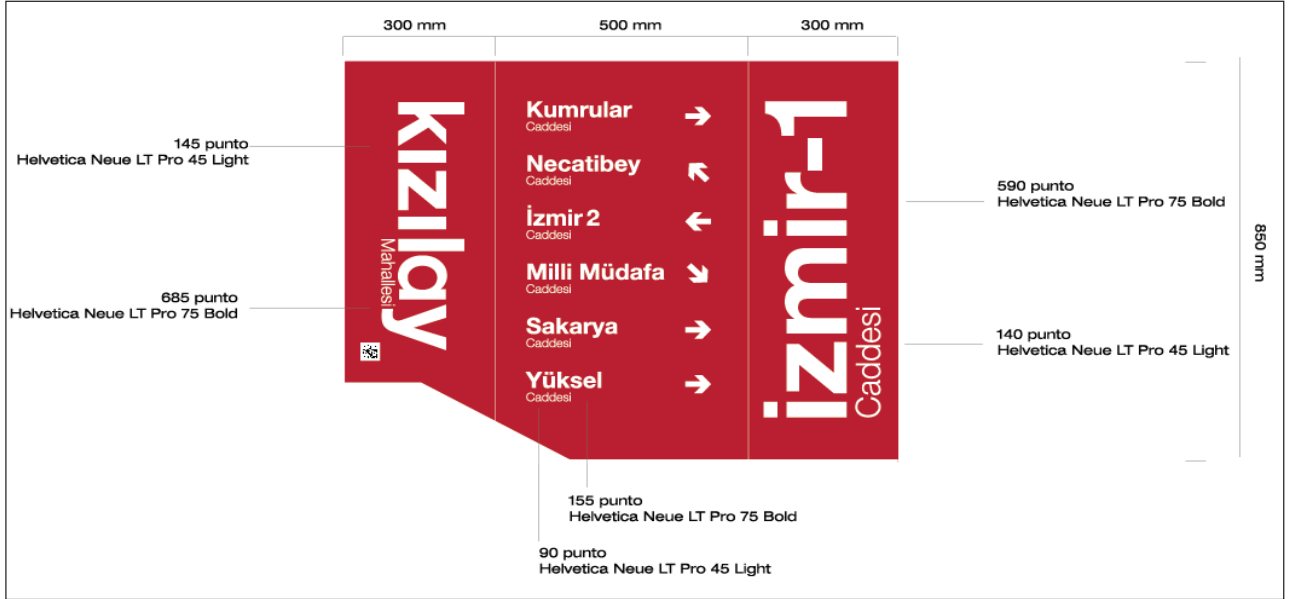 300 mm
500 mm
300 mm
145 punto
Helvetica Neue LT Pro 45 Light
685 punto
Helvetica Neue LT Pro 75 Bold
kızılay
Mahallesi
Kumrular
Caddesi
Necatibey
Caddesi
İzmir 2
Caddesi
Milli Müdafa
Caddesi
Sakarya
Caddesi
Yüksel
Caddesi
izmir-1
Caddesi
590 punto
Helvetica Neue LT Pro 75 Bold
140 punto
Helvetica Neue LT Pro 45 Light
850 mm
155 punto
Helvetica Neue LT Pro 75 Bold
90 punto
Helvetica Neue LT Pro 45 Light